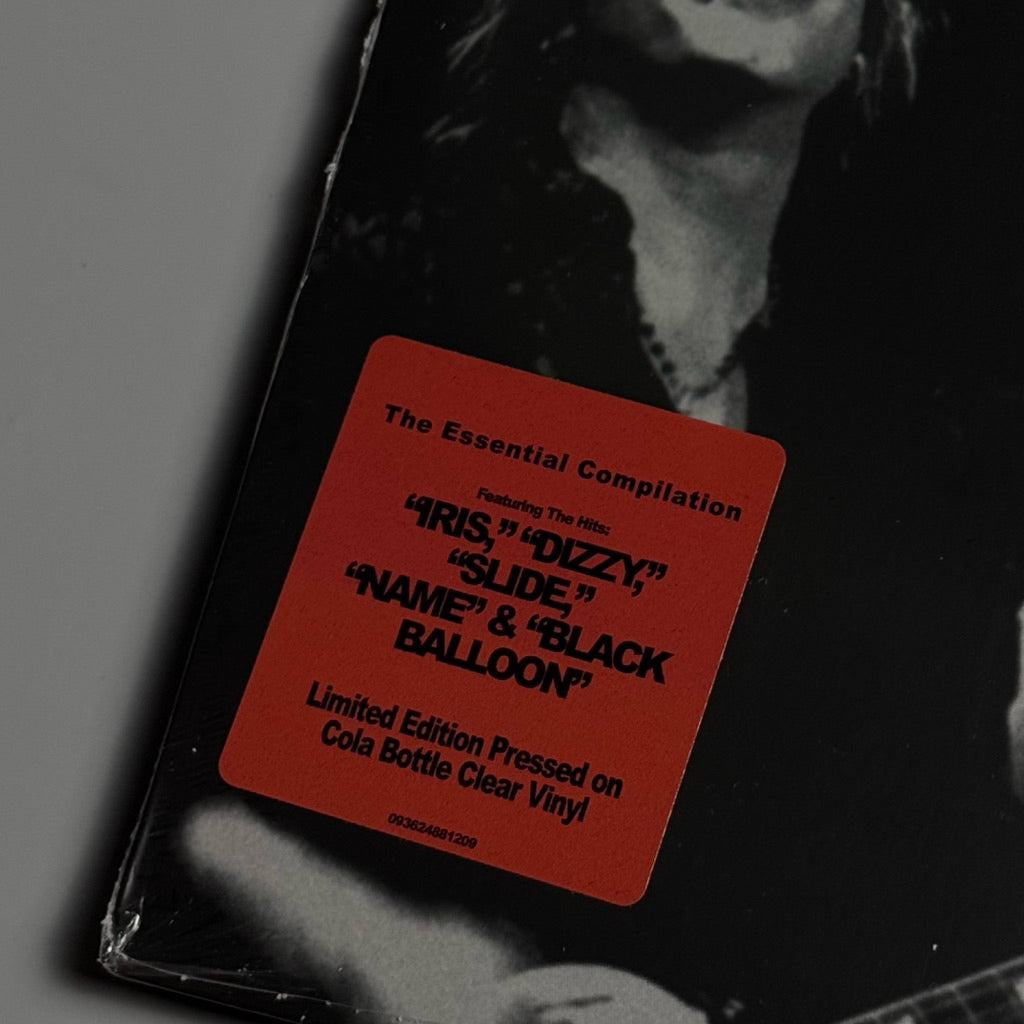 The Essential Compilation
Featuring The Hits:
“IRIS,” “DIZZY,”
“SLIDE,”
“NAME” & “BLACK
BALLOON”
Limited Edition Pressed on
Cola Bottle Clear Vinyl
093624881209